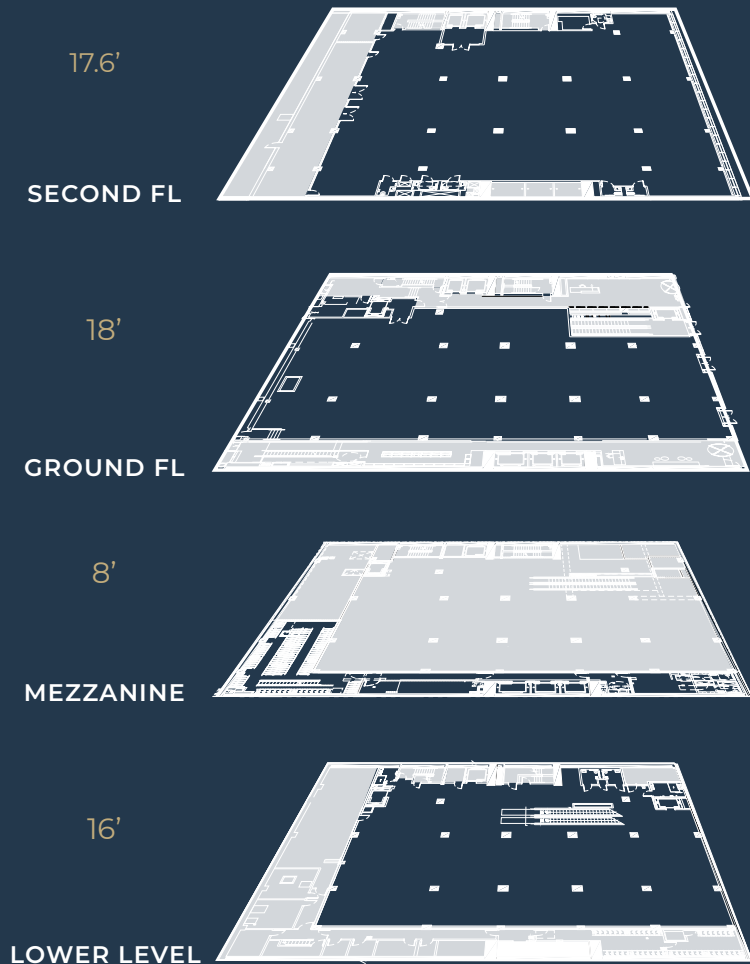 17.6’
SECOND FL
18’
GROUND FL
8’
MEZZANINE
16’
LOWER LEVEL